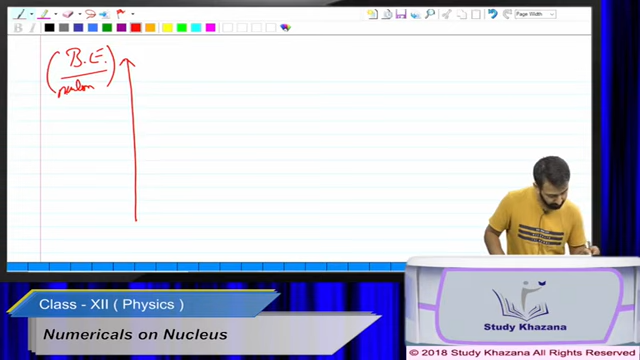 Page Width
(B.E.
nucleon)
Study Khazana
Class - XII ( Physics )
Numericals on Nucleus
© 2018 Study Khazana All Rights Reserved